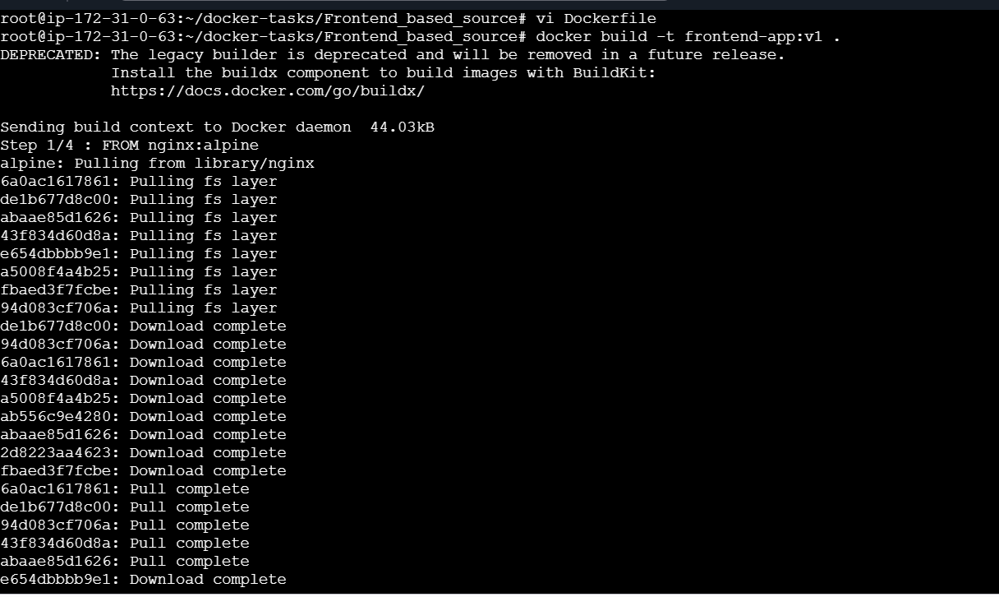 root@ip-172-31-0-63:~/docker-tasks/Frontend_based_source# vi Dockerfile
root@ip-172-31-0-63:~/docker-tasks/Frontend_based_source# docker build -t frontend-app:v1 .
DEPRECATED: The legacy builder is deprecated and will be removed in a future release.
            Install the buildx component to build images with BuildKit:
            https://docs.docker.com/go/buildx/

Sending build context to Docker daemon  44.03kB
Step 1/4 : FROM nginx:alpine
alpine: Pulling from library/nginx
6a0ac1617861: Pulling fs layer
de1b677d8c00: Pulling fs layer
abaae85d1626: Pulling fs layer
43f834d60d8a: Pulling fs layer
e654dbbbb9e1: Pulling fs layer
a5008f4a4b25: Pulling fs layer
fbaed3f7fcbe: Pulling fs layer
94d083cf706a: Pulling fs layer
de1b677d8c00: Download complete
94d083cf706a: Download complete
6a0ac1617861: Download complete
43f834d60d8a: Download complete
a5008f4a4b25: Download complete
ab556c9e4280: Download complete
abaae85d1626: Download complete
2d8223aa4623: Download complete
fbaed3f7fcbe: Download complete
6a0ac1617861: Pull complete
de1b677d8c00: Pull complete
94d083cf706a: Pull complete
43f834d60d8a: Pull complete
abaae85d1626: Pull complete
e654dbbbb9e1: Download complete